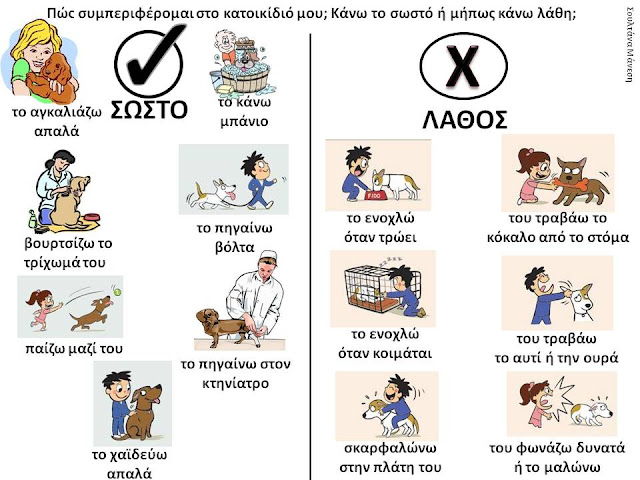 Πώς συμπεριφέρομαι στο κατοικίδιό μου; Κάνω το σωστό ή μήπως κάνω λάθη;
Σουλτάνα Μάνεση
ΣΩΣΤΟ
το αγκαλιάζω
απαλά
το κάνω
μπάνιο
βουρτσίζω το
τρίχωμά του
το πηγαίνω
βόλτα
παίζω μαζί του
το πηγαίνω στον
κτηνίατρο
το χαϊδεύω
απαλά
X
ΛΑΘΟΣ
FIDO
το ενοχλώ
όταν τρώει
του τραβάω το
κόκαλο από το στόμα
το ενοχλώ
όταν κοιμάται
του τραβάω
το αυτί ή την ουρά
σκαρφαλώνω
στην πλάτη του
του φωνάζω δυνατά
ή το μαλώνω